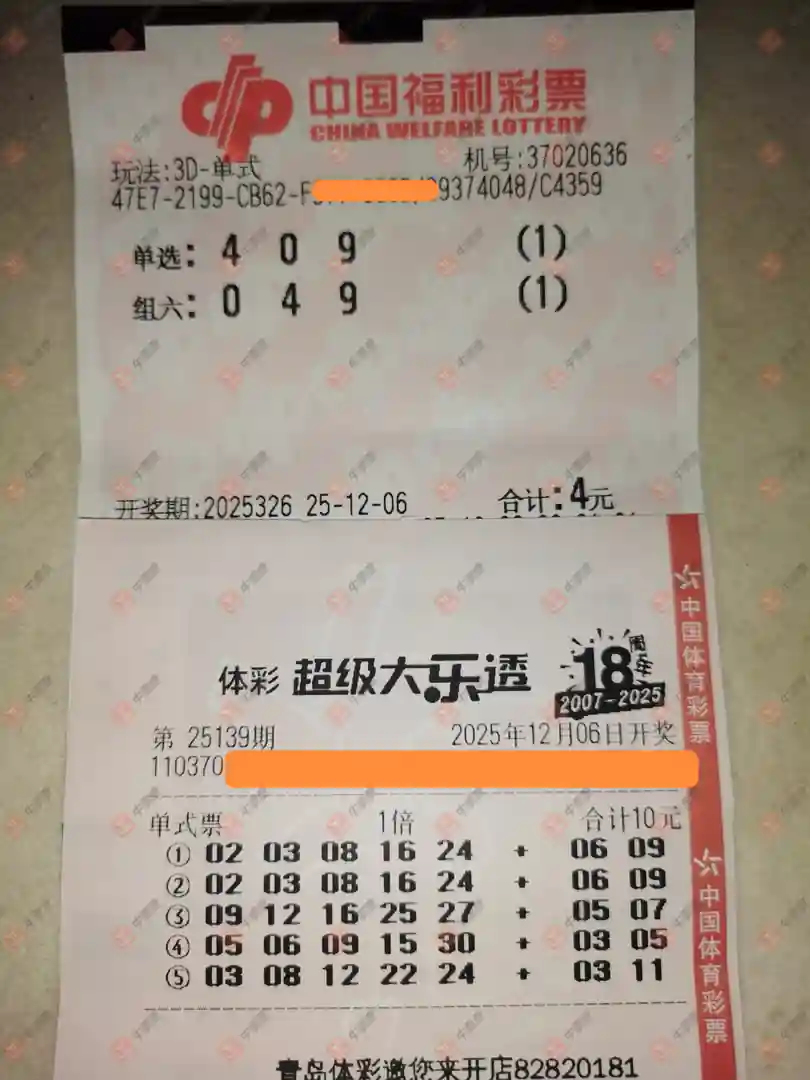 中国福利彩票
CHINA WELFARE LOTTERY
玩法:3D-单式 机号:37020636
47E7-2199-CB62- 9374048/C4359
单选: 4 0 9 (1)
组六: 0 4 9 (1)
开奖期:2025326 25-12-06 合计:4元
体彩 超级大乐透 18周年
2007-2025
第 25139期 2025年12月06日开奖
110370
单式票 1倍 合计10元
① 02 03 08 16 24 + 06 09
② 02 03 08 16 24 + 06 09
③ 09 12 16 25 27 + 05 07
④ 05 06 09 15 30 + 03 05
⑤ 03 08 12 22 24 + 03 11
青岛体彩邀您来开店82820181
中国体育彩票
中国体育彩票